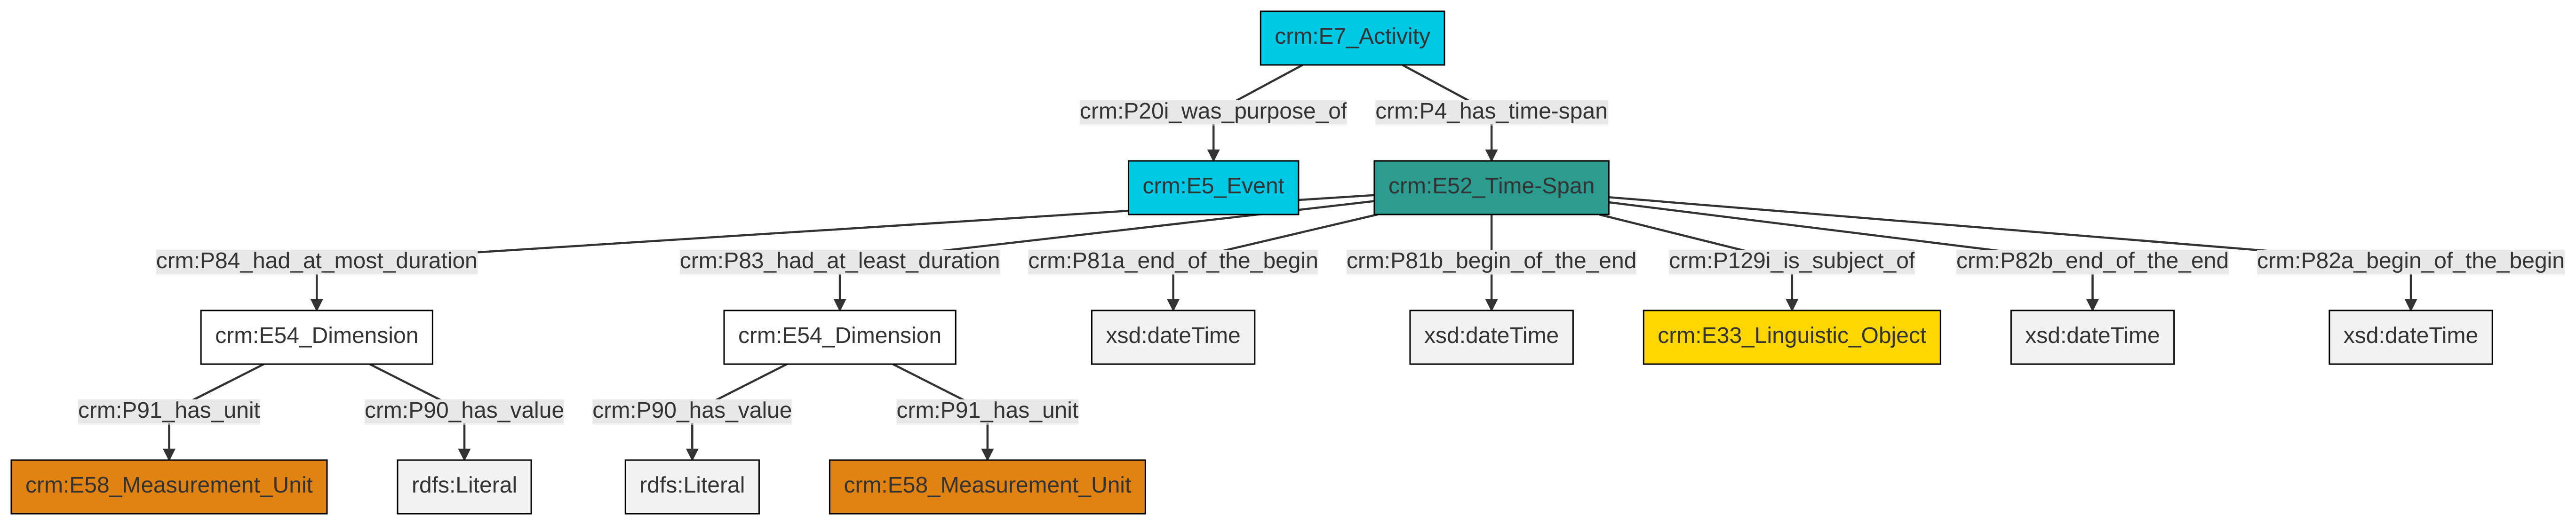 crm:E7_Activity
crm:P20i_was_purpose_of
crm:P4_has_time-span
crm:E5_Event
crm:E52_Time-Span
crm:P84_had_at_most_duration
crm:P83_had_at_least_duration
crm:P81a_end_of_the_begin
crm:P81b_begin_of_the_end
crm:P129i_is_subject_of
crm:P82b_end_of_the_end
crm:P82a_begin_of_the_begin
crm:E54_Dimension
crm:E54_Dimension
xsd:dateTime
xsd:dateTime
crm:E33_Linguistic_Object
xsd:dateTime
xsd:dateTime
crm:P91_has_unit
crm:P90_has_value
crm:P90_has_value
crm:P91_has_unit
crm:E58_Measurement_Unit
rdfs:Literal
rdfs:Literal
crm:E58_Measurement_Unit